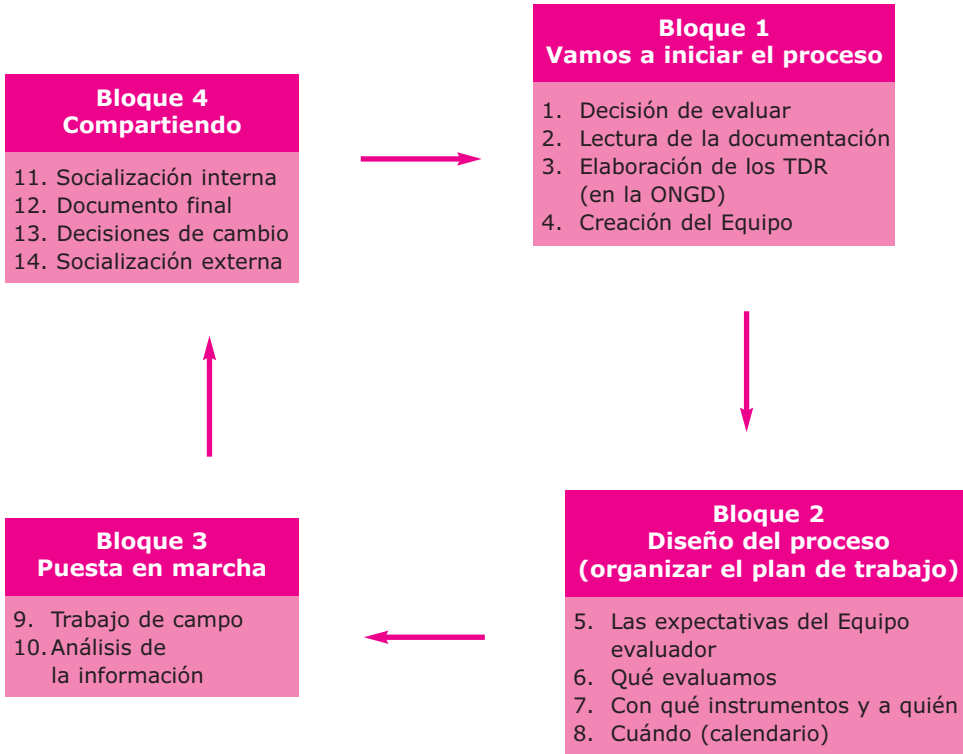 Bloque 1
Vamos a iniciar el proceso
1. Decisión de evaluar
2. Lectura de la documentación
3. Elaboración de los TDR
(en la ONGD)
4. Creación del Equipo
Bloque 2
Diseño del proceso
(organizar el plan de trabajo)
5. Las expectativas del Equipo
evaluador
6. Qué evaluamos
7. Con qué instrumentos y a quién
8. Cuándo (calendario)
Bloque 3
Puesta en marcha
9. Trabajo de campo
10. Análisis de
la información
Bloque 4
Compartiendo
11. Socialización interna
12. Documento final
13. Decisiones de cambio
14. Socialización externa